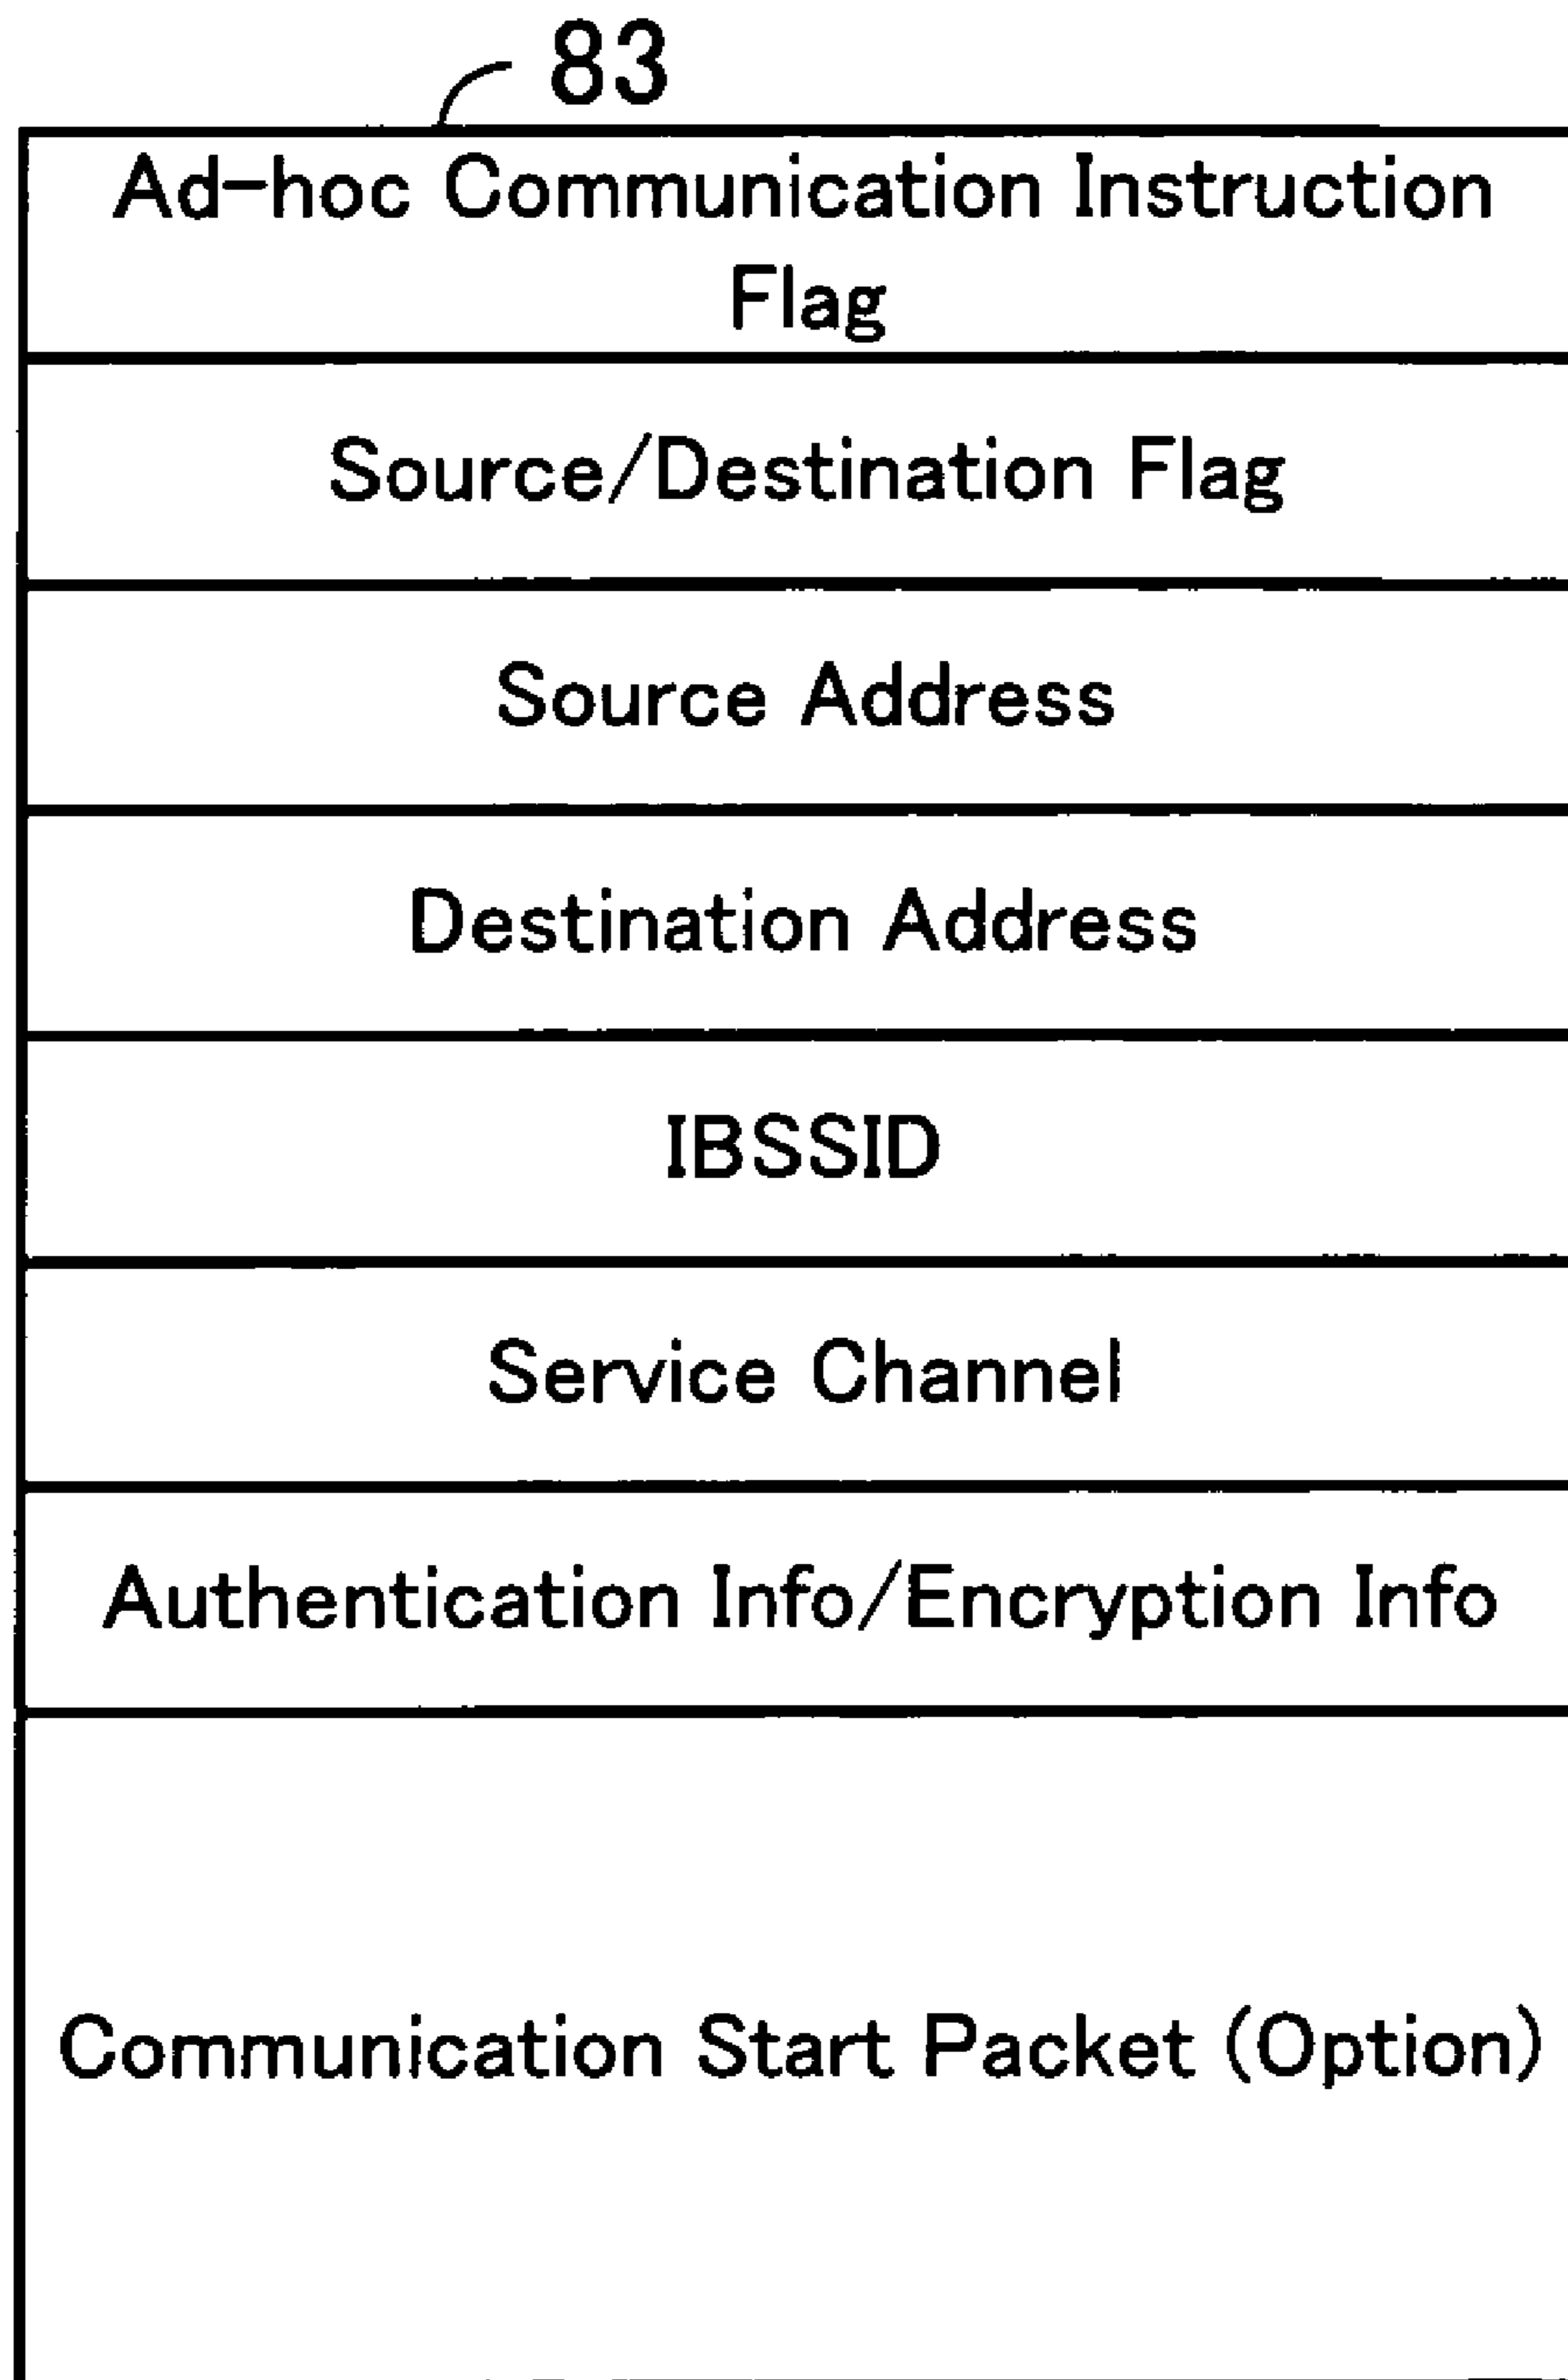 83
Ad-hoc Communication Instruction
Flag
Source/Destination Flag
Source Address
Destination Address
IBSSID
Service Channel
Authentication Info/Encryption Info
Communication Start Packet (Option)